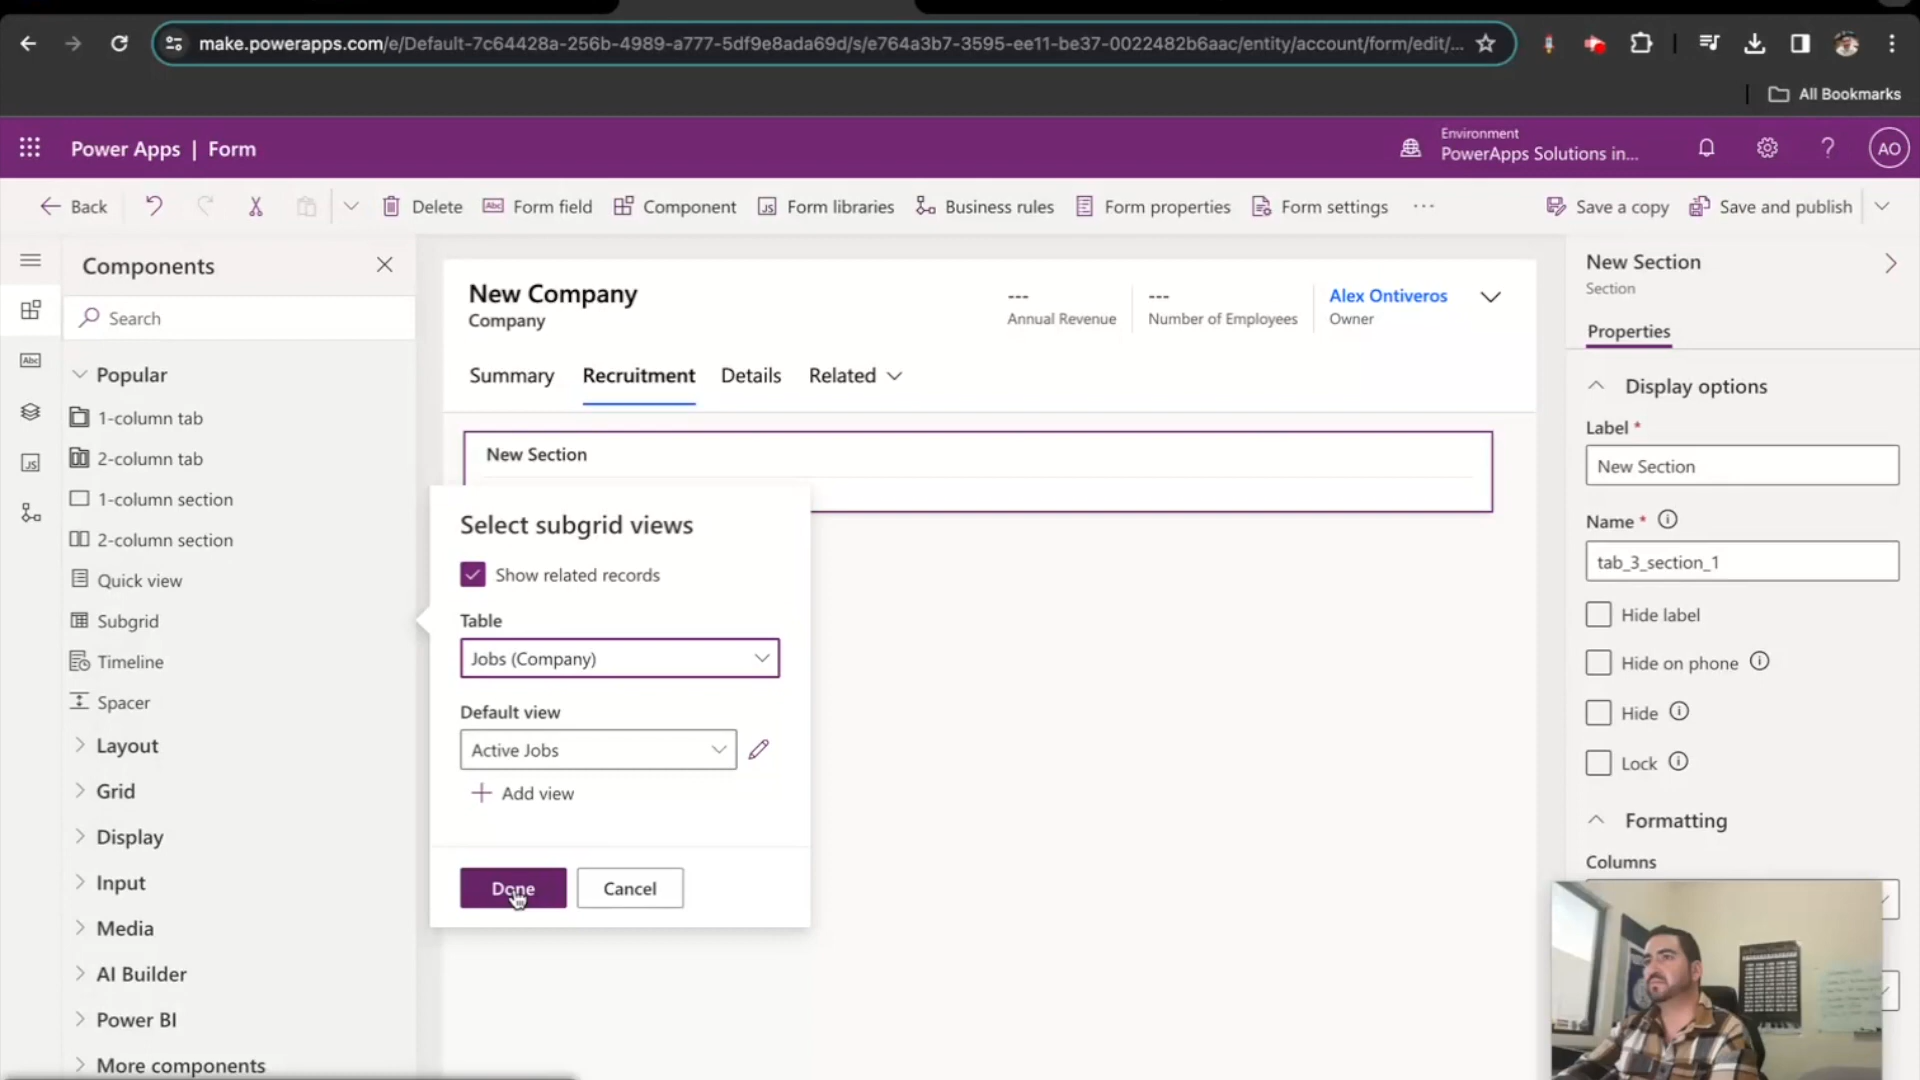 make.powerapps.com/e/Default-7c64428a-256b-4989-a777-5df9e8ada69d/s/e764a3b7-3595-ee11-be37-0022482b6aac/entity/account/form/edit/...
All Bookmarks
Power Apps | Form
Environment
PowerApps Solutions in...
AO
Back
Delete
Abc
Form field
Component
JS
Form libraries
Business rules
Form properties
Form settings
Save a copy
Save and publish
Components
Search
Abc
JS
Popular
1-column tab
2-column tab
1-column section
2-column section
Quick view
Subgrid
Timeline
Spacer
Layout
Grid
Display
Input
Media
AI Builder
Power BI
More components
New Company
Company
---
Annual Revenue
---
Number of Employees
Alex Ontiveros
Owner
Summary
Recruitment
Details
Related
New Section
Select subgrid views
Show related records
Table
Jobs (Company)
Default view
Active Jobs
Add view
Done
Cancel
New Section
Section
Properties
Display options
Label *
New Section
Name *
tab_3_section_1
Hide label
Hide on phone
Hide
Lock
Formatting
Columns